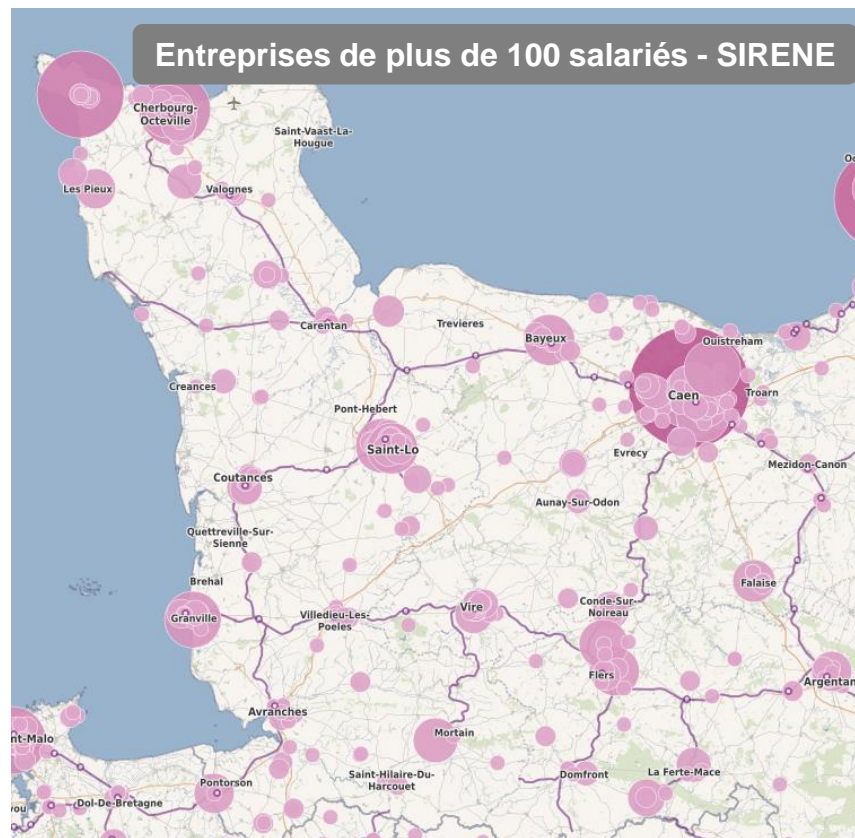 Entreprises de plus de 100 salariés - SIRENE
Cherbourg-
Octeville
Saint-Vaast-La-
Hougue
Les Pieux
Valognes
Carentan
Trevieres
Bayeux
Ouistreham
Creances
Caen
Troarn
Pont-Hebert
Saint-Lo
Evrecy
Mezidon-Canon
Coutances
Aunay-Sur-Odon
Quettreville-Sur-
Sienne
Brehal
Falaise
Granville
Villedieu-Les-
Poeles
Vire
Conde-Sur-
Noireau
Flers
Argentan
Avranches
nt-Malo
Mortain
Pontorson
Saint-Hilaire-Du-
Harcouet
Domfront
La Ferte-Mace
Dol-De-Bretagne